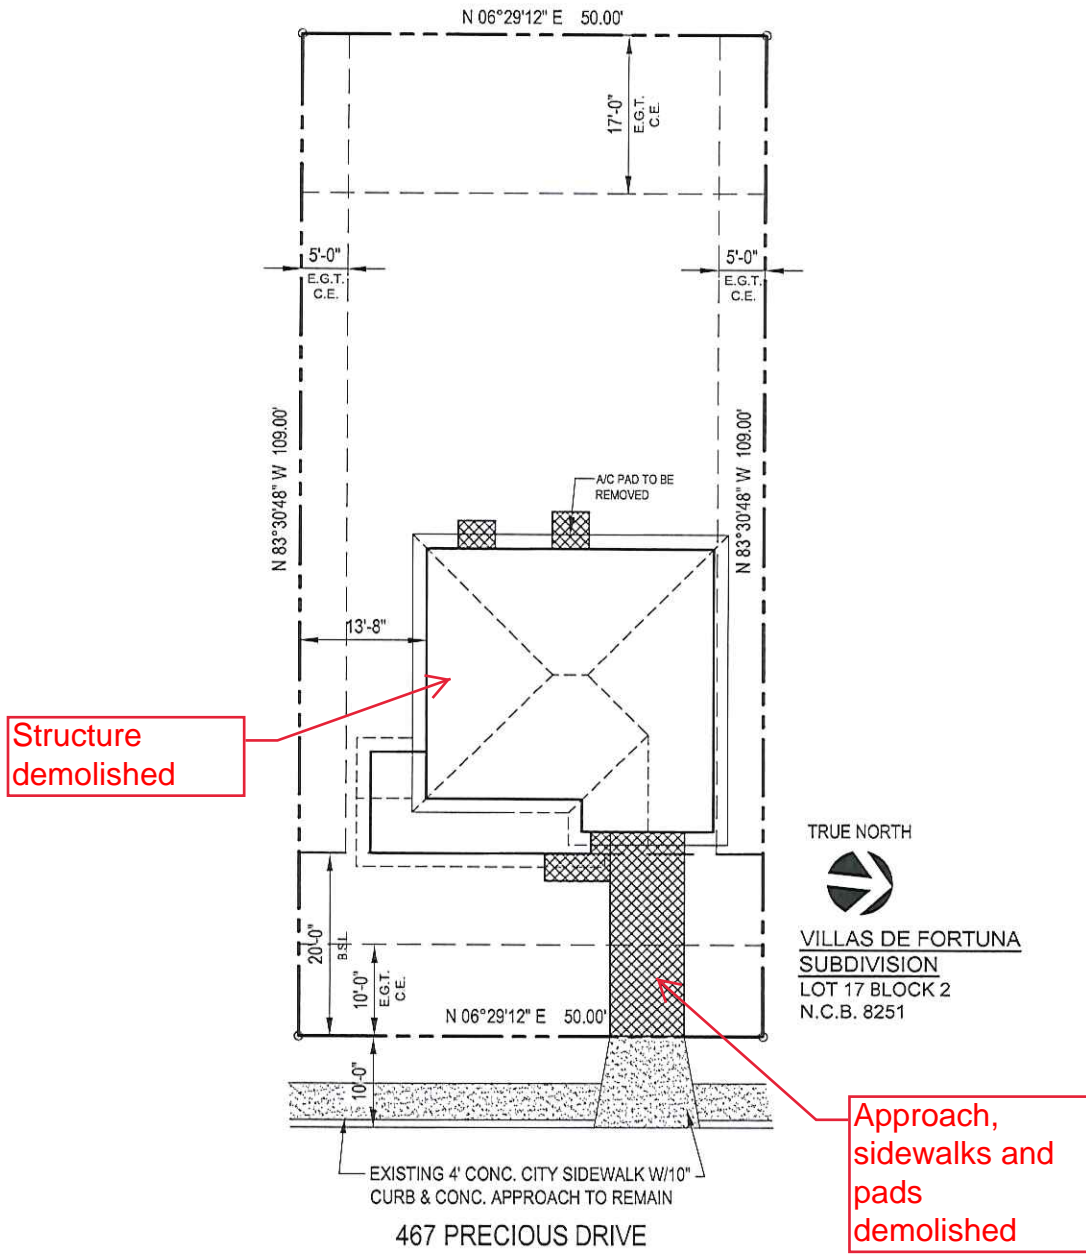 N 06°29'12" E 50.00'
17'-0"
E.G.T.
C.E.
5'-0"
E.G.T.
C.E.
5'-0"
E.G.T.
C.E.
N 83°30'48" W 109.00'
N 83°30'48" W 109.00'
A/C PAD TO BE
REMOVED
13'-8"
Structure
demolished
TRUE NORTH
VILLAS DE FORTUNA
SUBDIVISION
LOT 17 BLOCK 2
N.C.B. 8251
20'-0"
B.S.L.
10'-0"
E.G.T.
C.E.
N 06°29'12" E 50.00'
10'-0"
Approach,
sidewalks and
pads
demolished
EXISTING 4' CONC. CITY SIDEWALK W/10"
CURB & CONC. APPROACH TO REMAIN
467 PRECIOUS DRIVE